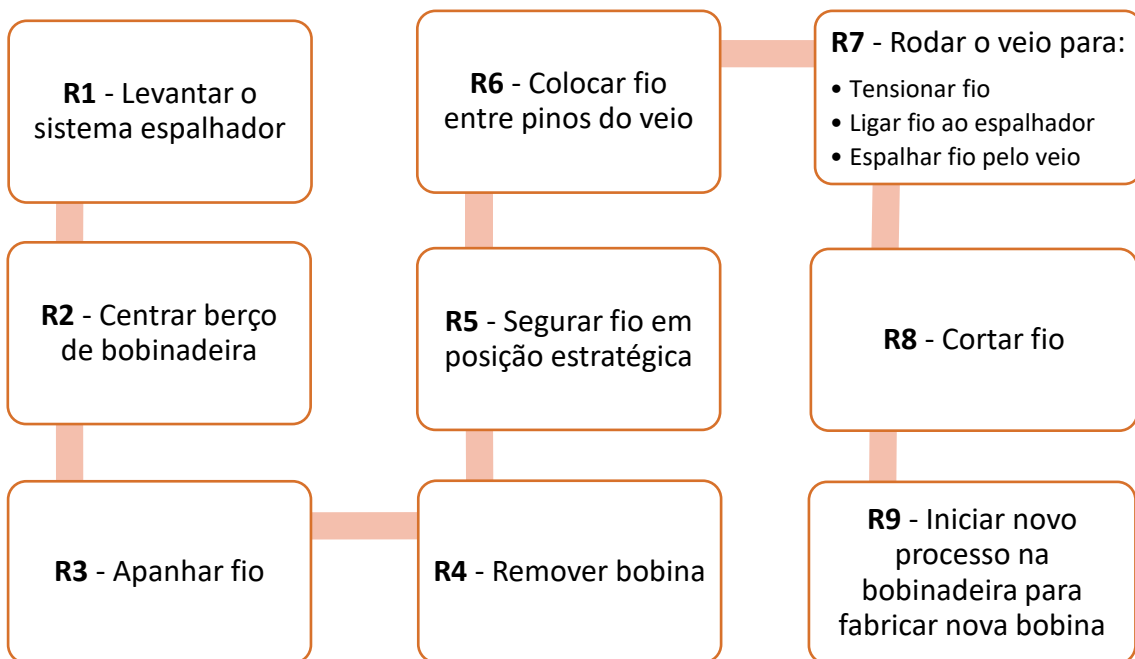 R1 - Levantar o
sistema espalhador
R2 - Centrar berço
de bobinadeira
R3 - Apanhar fio
R4 - Remover bobina
R5 - Segurar fio em
posição estratégica
R6 - Colocar fio
entre pinos do veio
R7 - Rodar o veio para:
• Tensionar fio
• Ligar fio ao espalhador
• Espalhar fio pelo veio
R8 - Cortar fio
R9 - Iniciar novo
processo na
bobinadeira para
fabricar nova bobina